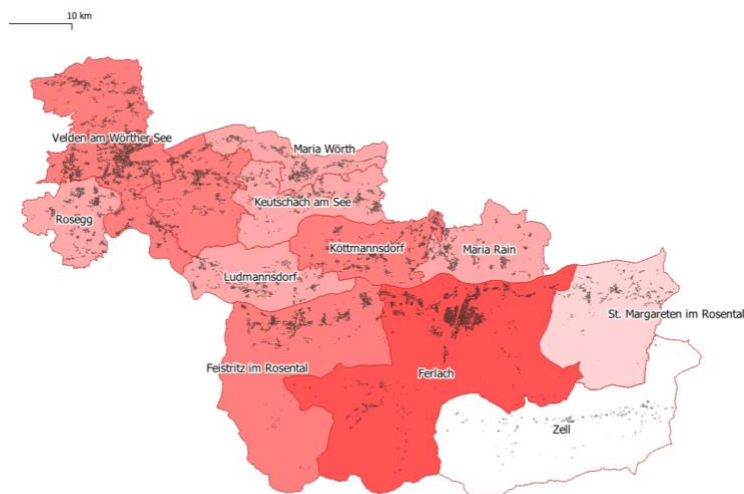 10 km
Velden am Wörther See
Maria Wörth
Keutschach am See
Rosegg
Köttmannsdorf
Maria Rain
Ludmannsdorf
St. Margareten im Rosental
Feistritz im Rosental
Ferlach
Zell